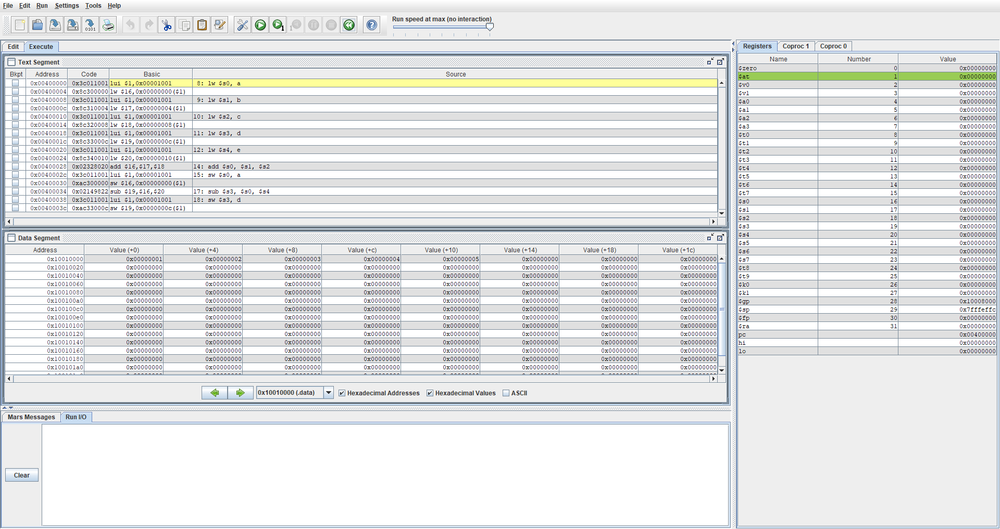 File Edit Run Settings Tools Help
Run speed at max (no interaction)
Edit Execute
Text Segment
Bkpt Address Code Basic Source
0x00400000 0x3c011001 lui $1,0x00001001 8: lw $s0, a
0x00400004 0x8c300000 lw $16,0x00000000($1)
0x00400008 0x3c011001 lui $1,0x00001001 9: lw $s1, b
0x0040000c 0x8c310004 lw $17,0x00000004($1)
0x00400010 0x3c011001 lui $1,0x00001001 10: lw $s2, c
0x00400014 0x8c320008 lw $18,0x00000008($1)
0x00400018 0x3c011001 lui $1,0x00001001 11: lw $s3, d
0x0040001c 0x8c33000c lw $19,0x0000000c($1)
0x00400020 0x3c011001 lui $1,0x00001001 12: lw $s4, e
0x00400024 0x8c340010 lw $20,0x00000010($1)
0x00400028 0x02328020 add $16,$17,$18 14: add $s0, $s1, $s2
0x0040002c 0x3c011001 lui $1,0x00001001 15: sw $s0, a
0x00400030 0xac300000 sw $16,0x00000000($1)
0x00400034 0x02149822 sub $19,$16,$20 17: sub $s3, $s0, $s4
0x00400038 0x3c011001 lui $1,0x00001001 18: sw $s3, d
0x0040003c 0xac33000c sw $19,0x0000000c($1)
Data Segment
Address Value (+0) Value (+4) Value (+8) Value (+c) Value (+10) Value (+14) Value (+18) Value (+1c)
0x10010000 0x00000001 0x00000002 0x00000003 0x00000004 0x00000005 0x00000000 0x00000000 0x00000000
0x10010020 0x00000000 0x00000000 0x00000000 0x00000000 0x00000000 0x00000000 0x00000000 0x00000000
0x10010040 0x00000000 0x00000000 0x00000000 0x00000000 0x00000000 0x00000000 0x00000000 0x00000000
0x10010060 0x00000000 0x00000000 0x00000000 0x00000000 0x00000000 0x00000000 0x00000000 0x00000000
0x10010080 0x00000000 0x00000000 0x00000000 0x00000000 0x00000000 0x00000000 0x00000000 0x00000000
0x100100a0 0x00000000 0x00000000 0x00000000 0x00000000 0x00000000 0x00000000 0x00000000 0x00000000
0x100100c0 0x00000000 0x00000000 0x00000000 0x00000000 0x00000000 0x00000000 0x00000000 0x00000000
0x100100e0 0x00000000 0x00000000 0x00000000 0x00000000 0x00000000 0x00000000 0x00000000 0x00000000
0x10010100 0x00000000 0x00000000 0x00000000 0x00000000 0x00000000 0x00000000 0x00000000 0x00000000
0x10010120 0x00000000 0x00000000 0x00000000 0x00000000 0x00000000 0x00000000 0x00000000 0x00000000
0x10010140 0x00000000 0x00000000 0x00000000 0x00000000 0x00000000 0x00000000 0x00000000 0x00000000
0x10010160 0x00000000 0x00000000 0x00000000 0x00000000 0x00000000 0x00000000 0x00000000 0x00000000
0x10010180 0x00000000 0x00000000 0x00000000 0x00000000 0x00000000 0x00000000 0x00000000 0x00000000
0x100101a0 0x00000000 0x00000000 0x00000000 0x00000000 0x00000000 0x00000000 0x00000000 0x00000000
0x10010000 (.data) Hexadecimal Addresses Hexadecimal Values ASCII
Mars Messages Run I/O
Clear
Registers Coproc 1 Coproc 0
Name Number Value
$zero 0 0x00000000
$at 1 0x00000000
$v0 2 0x00000000
$v1 3 0x00000000
$a0 4 0x00000000
$a1 5 0x00000000
$a2 6 0x00000000
$a3 7 0x00000000
$t0 8 0x00000000
$t1 9 0x00000000
$t2 10 0x00000000
$t3 11 0x00000000
$t4 12 0x00000000
$t5 13 0x00000000
$t6 14 0x00000000
$t7 15 0x00000000
$s0 16 0x00000000
$s1 17 0x00000000
$s2 18 0x00000000
$s3 19 0x00000000
$s4 20 0x00000000
$s5 21 0x00000000
$s6 22 0x00000000
$s7 23 0x00000000
$t8 24 0x00000000
$t9 25 0x00000000
$k0 26 0x00000000
$k1 27 0x00000000
$gp 28 0x10008000
$sp 29 0x7fffeffc
$fp 30 0x00000000
$ra 31 0x00000000
pc 0x00400000
hi 0x00000000
lo 0x00000000